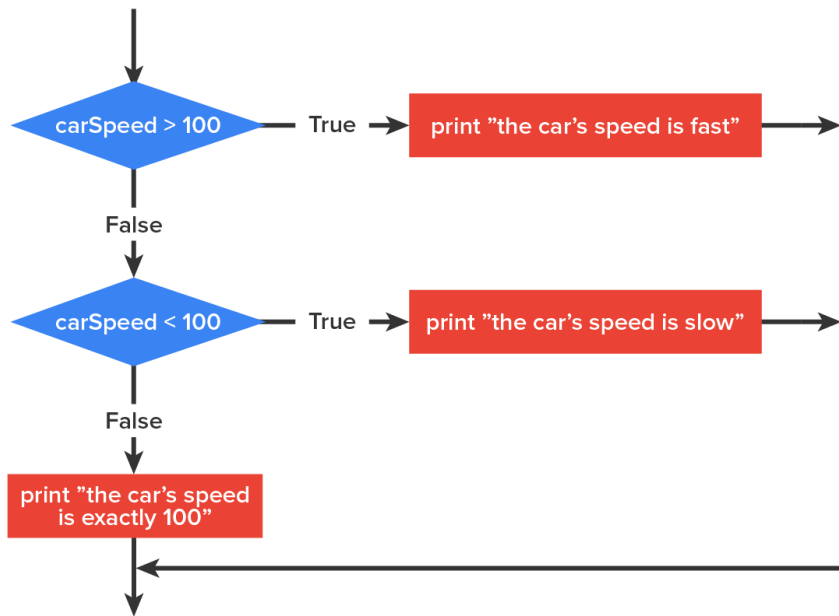 carSpeed > 100
True
print ”the car’s speed is fast”
False
carSpeed < 100
True
print ”the car’s speed is slow”
False
print ”the car’s speed
is exactly 100”